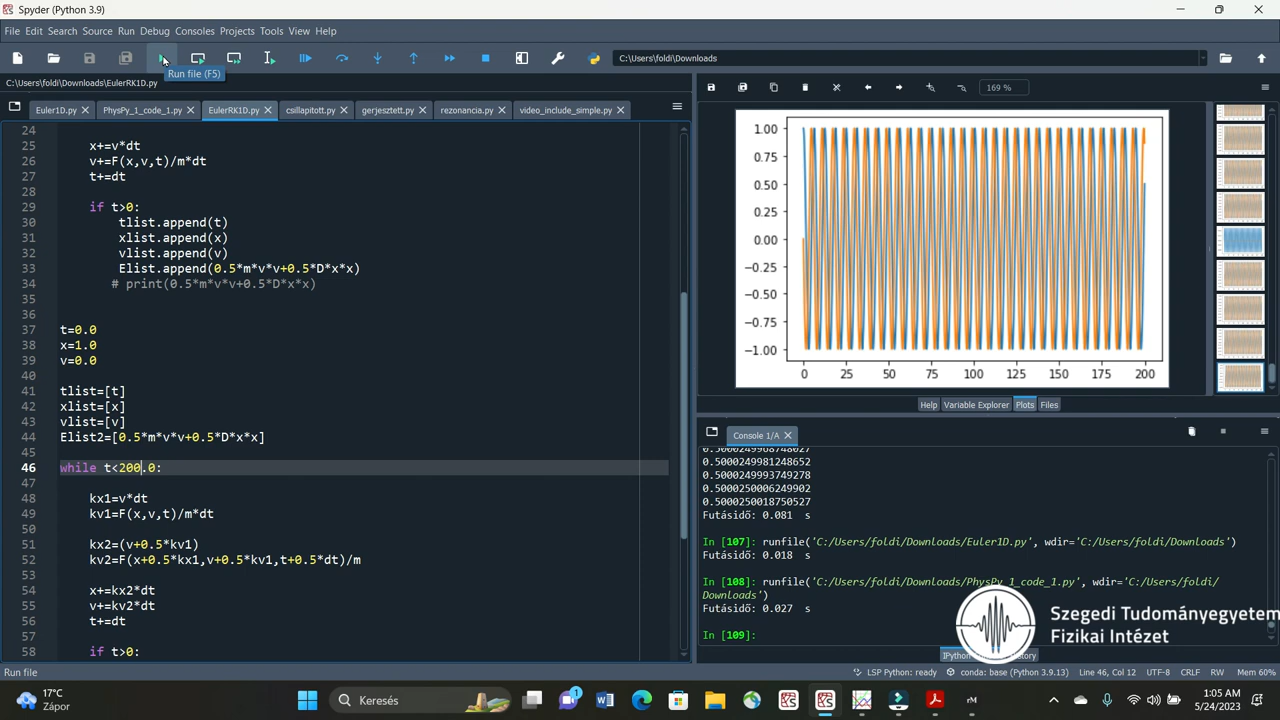 Spyder (Python 3.9)
File Edit Search Source Run Debug Consoles Projects Tools View Help
C:\Users\foldi\Downloads
Run file (F5)
C:\Users\foldi\Downloads\EulerRK1D.py
169 %
Euler1D.py PhysPy_1_code_1.py EulerRK1D.py csillapitott.py gerjesztett.py rezonancia.py video_include_simple.py
24
25 x+=v*dt
26 v+=F(x,v,t)/m*dt
27 t+=dt
28
29 if t>0:
30 tlist.append(t)
31 xlist.append(x)
32 vlist.append(v)
33 Elist.append(0.5*m*v*v+0.5*D*x*x)
34 # print(0.5*m*v*v+0.5*D*x*x)
35
36
37 t=0.0
38 x=1.0
39 v=0.0
40
41 tlist=[t]
42 xlist=[x]
43 vlist=[v]
44 Elist2=[0.5*m*v*v+0.5*D*x*x]
45
46 while t<200.0:
47
48 kx1=v*dt
49 kv1=F(x,v,t)/m*dt
50
51 kx2=(v+0.5*kv1)
52 kv2=F(x+0.5*kx1,v+0.5*kv1,t+0.5*dt)/m
53
54 x+=kx2*dt
55 v+=kv2*dt
56 t+=dt
57
58 if t>0:
1.00
0.75
0.50
0.25
0.00
−0.25
−0.50
−0.75
−1.00
0 25 50 75 100 125 150 175 200
Help Variable Explorer Plots Files
Console 1/A
0.5000249968748027
0.5000249981248652
0.5000249993749278
0.5000250006249902
0.5000250018750527
Futásidő: 0.081 s
In [107]: runfile('C:/Users/foldi/Downloads/Euler1D.py', wdir='C:/Users/foldi/Downloads')
Futásidő: 0.018 s
In [108]: runfile('C:/Users/foldi/Downloads/PhysPy_1_code_1.py', wdir='C:/Users/foldi/
Downloads')
Futásidő: 0.027 s
In [109]:
Szegedi Tudományegyetem
Fizikai Intézet
Run file
LSP Python: ready conda: base (Python 3.9.13) Line 46, Col 12 UTF-8 CRLF RW Mem 60%
17°C
Zápor
Keresés
1
rM
1:05 AM
5/24/2023